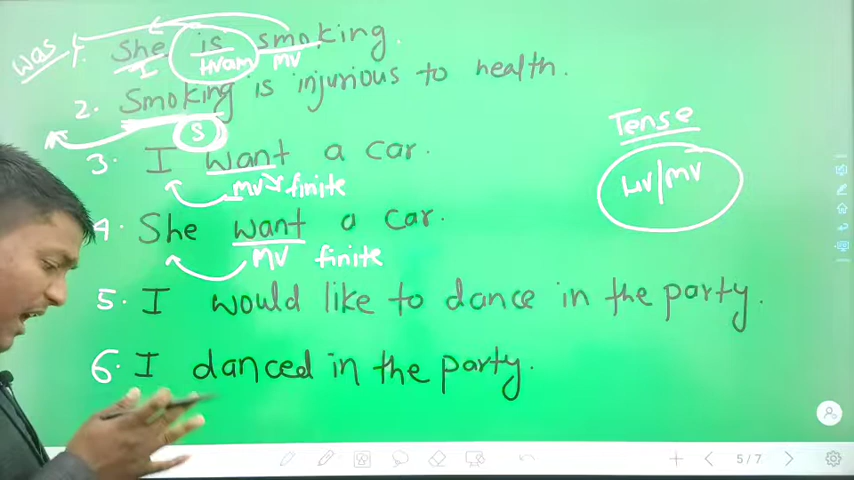 was 1. She is smoking.
1 HV am MV
2. Smoking is injurious to health.
S
3. I want a car.
MV finite
4. She want a car.
MV finite
5. I would like to dance in the party.
6. I danced in the party.
Tense
HV/MV
5/7